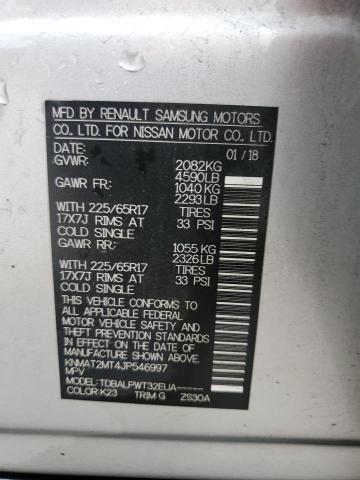 MFD BY RENAULT SAMSUNG MOTORS
CO., LTD. FOR NISSAN MOTOR CO., LTD.
DATE: 01/18
GVWR: 2082KG
4590LB
GAWR FR: 1040KG
2293LB
WITH 225/65R17 TIRES
17X7J RIMS AT 33 PSI
COLD SINGLE
GAWR RR: 1055KG
2326LB
WITH 225/65R17 TIRES
17X7J RIMS AT 33 PSI
COLD SINGLE
THIS VEHICLE CONFORMS TO
ALL APPLICABLE FEDERAL
MOTOR VEHICLE SAFETY AND
THEFT PREVENTION STANDARDS
IN EFFECT ON THE DATE OF
MANUFACTURE SHOWN ABOVE.
KNMAT2MT4JP546997
MPV
MODEL: TDBALPWT32EUA-----
COLOR:K23 TRIM:G ZS30A